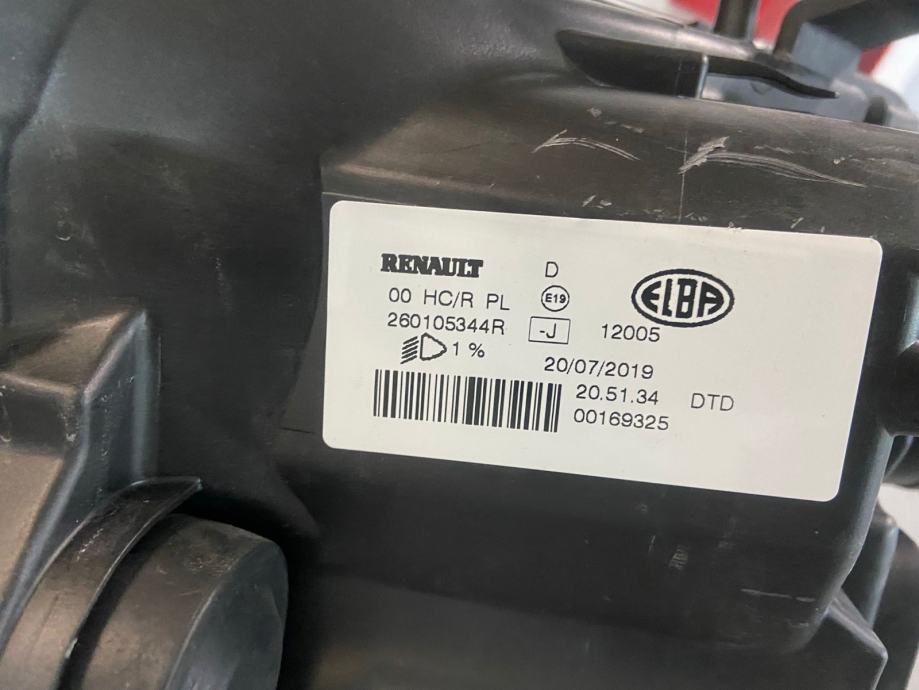 RENAULT D
00 HC/R PL E19 ELBA
260105344R -J 12005
1 % 20/07/2019
20.51.34 DTD
00169325